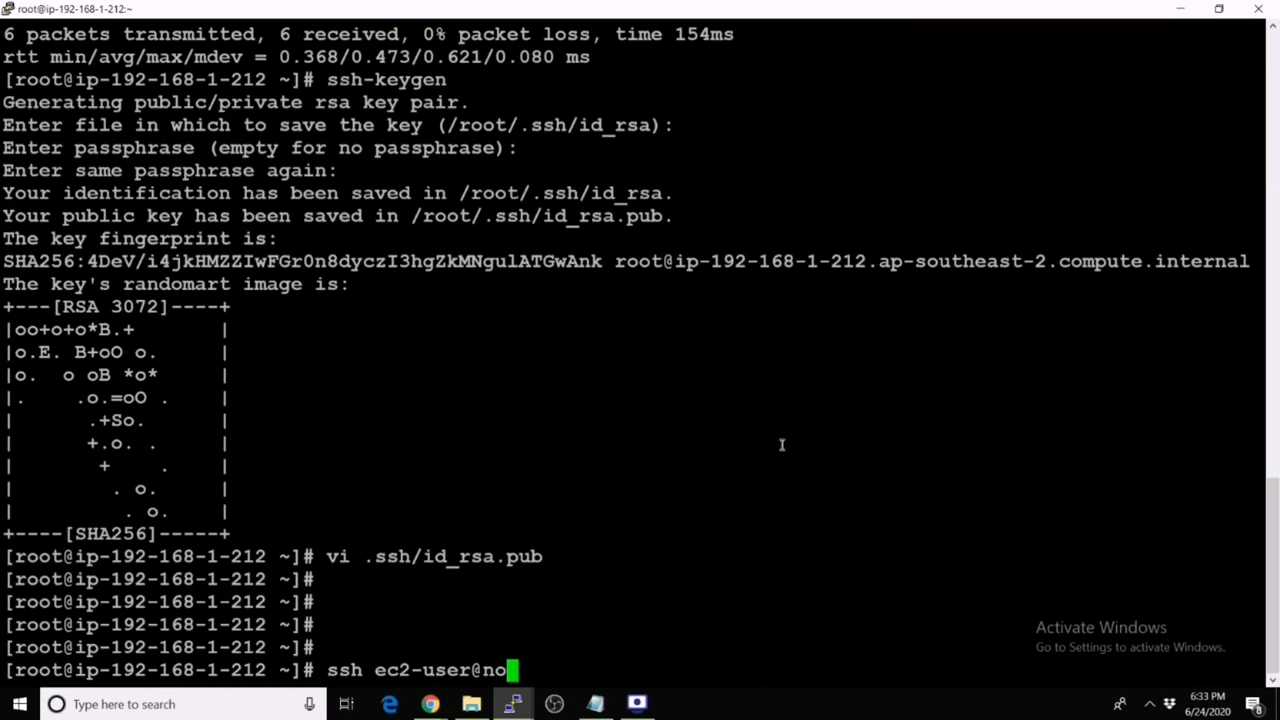 root@ip-192-168-1-212:~
6 packets transmitted, 6 received, 0% packet loss, time 154ms
rtt min/avg/max/mdev = 0.368/0.473/0.621/0.080 ms
[root@ip-192-168-1-212 ~]# ssh-keygen
Generating public/private rsa key pair.
Enter file in which to save the key (/root/.ssh/id_rsa):
Enter passphrase (empty for no passphrase):
Enter same passphrase again:
Your identification has been saved in /root/.ssh/id_rsa.
Your public key has been saved in /root/.ssh/id_rsa.pub.
The key fingerprint is:
SHA256:4DeV/i4jkHMZZIwFGr0n8dyczI3hgZkMNgulATGwAnk root@ip-192-168-1-212.ap-southeast-2.compute.internal
The key's randomart image is:
+---[RSA 3072]----+
|oo+o+o*B.+       |
|o.E. B+oO o.     |
|o.  o oB *o*     |
|.    .o.=oO .    |
|      .+So.      |
|      +.o.  .    |
|       +    .    |
|        . o.     |
|         . o.    |
+----[SHA256]-----+
[root@ip-192-168-1-212 ~]# vi .ssh/id_rsa.pub
[root@ip-192-168-1-212 ~]#
[root@ip-192-168-1-212 ~]#
[root@ip-192-168-1-212 ~]#
[root@ip-192-168-1-212 ~]#
[root@ip-192-168-1-212 ~]# ssh ec2-user@no
Activate Windows
Go to Settings to activate Windows.
Type here to search
6:33 PM
6/24/2020
8